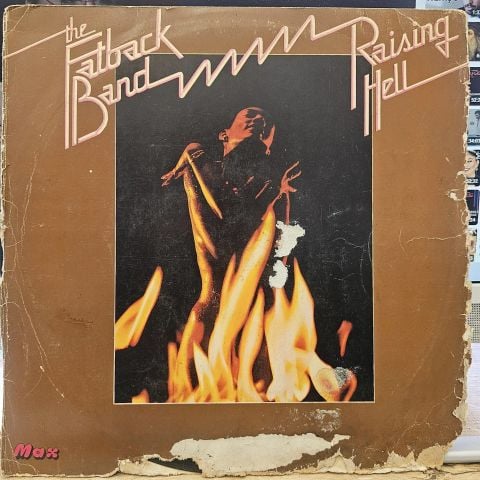 the
Fatback
Band
Raising
Hell
Max